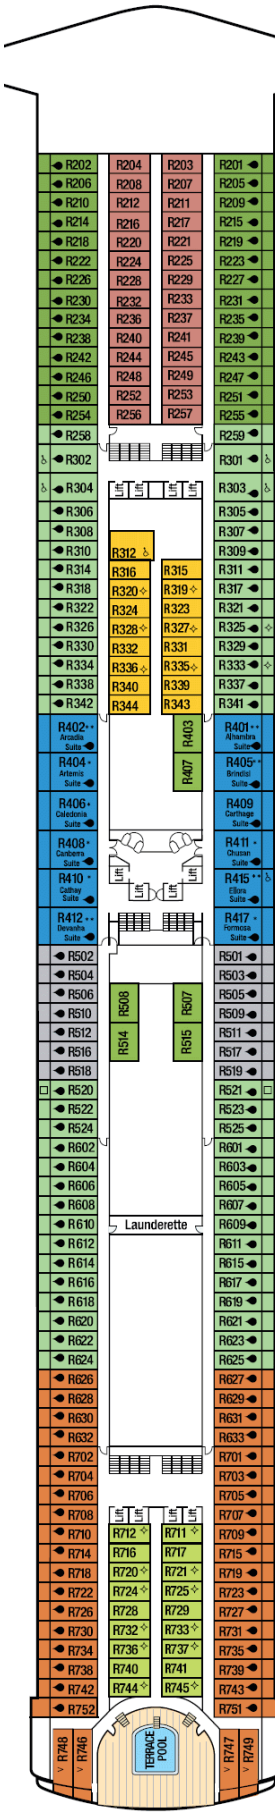 R202 R204 R203 R201
R206 R208 R207 R205
R210 R212 R211 R209
R214 R216 R217 R215
R218 R220 R221 R219
R222 R224 R225 R223
R226 R228 R229 R227
R230 R232 R233 R231
R234 R236 R237 R235
R238 R240 R241 R239
R242 R244 R245 R243
R246 R248 R249 R247
R250 R252 R253 R251
R254 R256 R257 R255
R258 R259
R302 R301
R304 Lift Lift Lift Lift R303
R306 R305
R308 R307
R310 R312 R309
R314 R316 R315 R311
R318 R320 R319 R317
R322 R324 R323 R321
R326 R328 R327 R325
R330 R332 R331 R329
R334 R336 R335 R333
R338 R340 R339 R337
R342 R344 R343 R341
R402** R403 R401**
Arcadia Alhambra
Suite Suite
R404* R407 R405**
Artemis Brindisi
Suite Suite
R406* R409
Caledonia Carthage
Suite Suite
R408* R411*
Canberra Chusan
Suite Suite
R410* Lift Lift R415**
Cathay Lift Lift Ellora
Suite Suite
R412** R417*
Devanha Formosa
Suite Suite
R502 R501
R504 R503
R506 R508 R507 R505
R510 R509
R512 R514 R515 R511
R516 R517
R518 R519
R520 R521
R522 R523
R524 R525
R602 R601
R604 R603
R606 R605
R608 R607
R610 Launderette R609
R612 R611
R614 R615
R616 R617
R618 R619
R620 R621
R622 R623
R624 R625
R626 R627
R628 R629
R630 R631
R632 R633
R702 R701
R704 R703
R706 R705
R708 Lift Lift Lift Lift R707
R710 R712 R711 R709
R714 R716 R717 R715
R718 R720 R721 R719
R722 R724 R725 R723
R726 R728 R729 R727
R730 R732 R733 R731
R734 R736 R737 R735
R738 R740 R741 R739
R742 R744 R745 R743
R752 R751
R748 R746 TERRACE R747 R749
POOL